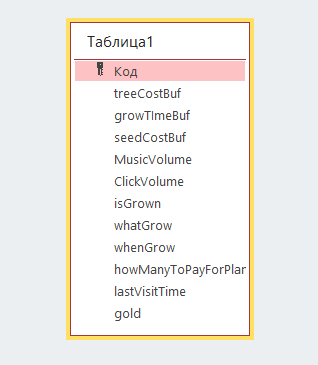 Таблица1
Код
treeCostBuf
growTImeBuf
seedCostBuf
MusicVolume
ClickVolume
isGrown
whatGrow
whenGrow
howManyToPayForPlar
lastVisitTime
gold